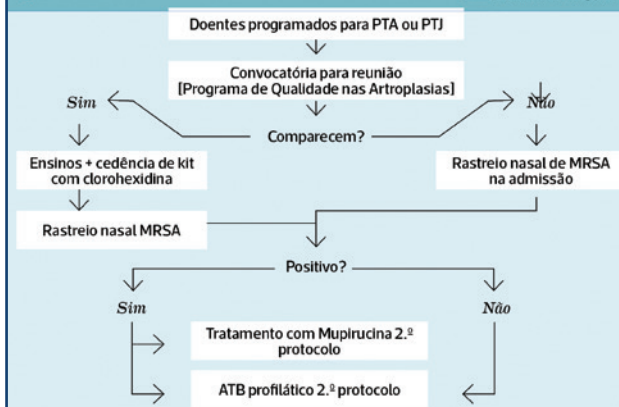 Doentes programados para PTA ou PTJ
Convocatória para reunião
[Programa de Qualidade nas Artroplasias]
Sim
Não
Comparecem?
Ensinos + cedência de kit
com clorohexidina
Rastreio nasal de MRSA
na admissão
Rastreio nasal MRSA
Positivo?
Sim
Não
Tratamento com Mupirucina 2.º
protocolo
ATB profilático 2.º protocolo